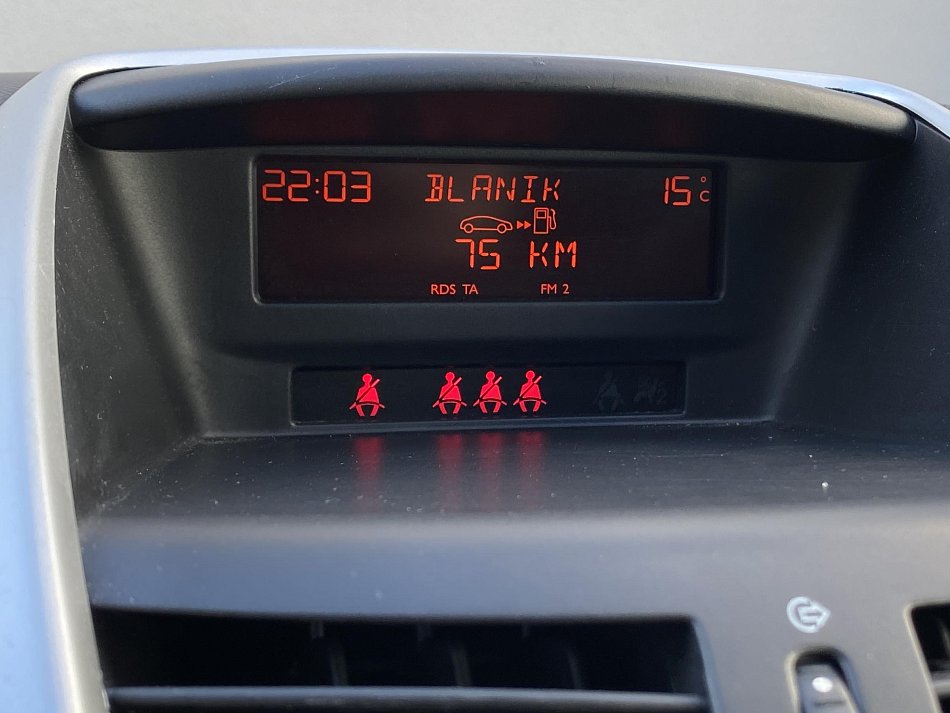 22:03 BLANIK 15°C
75 KM
RDS TA FM 2